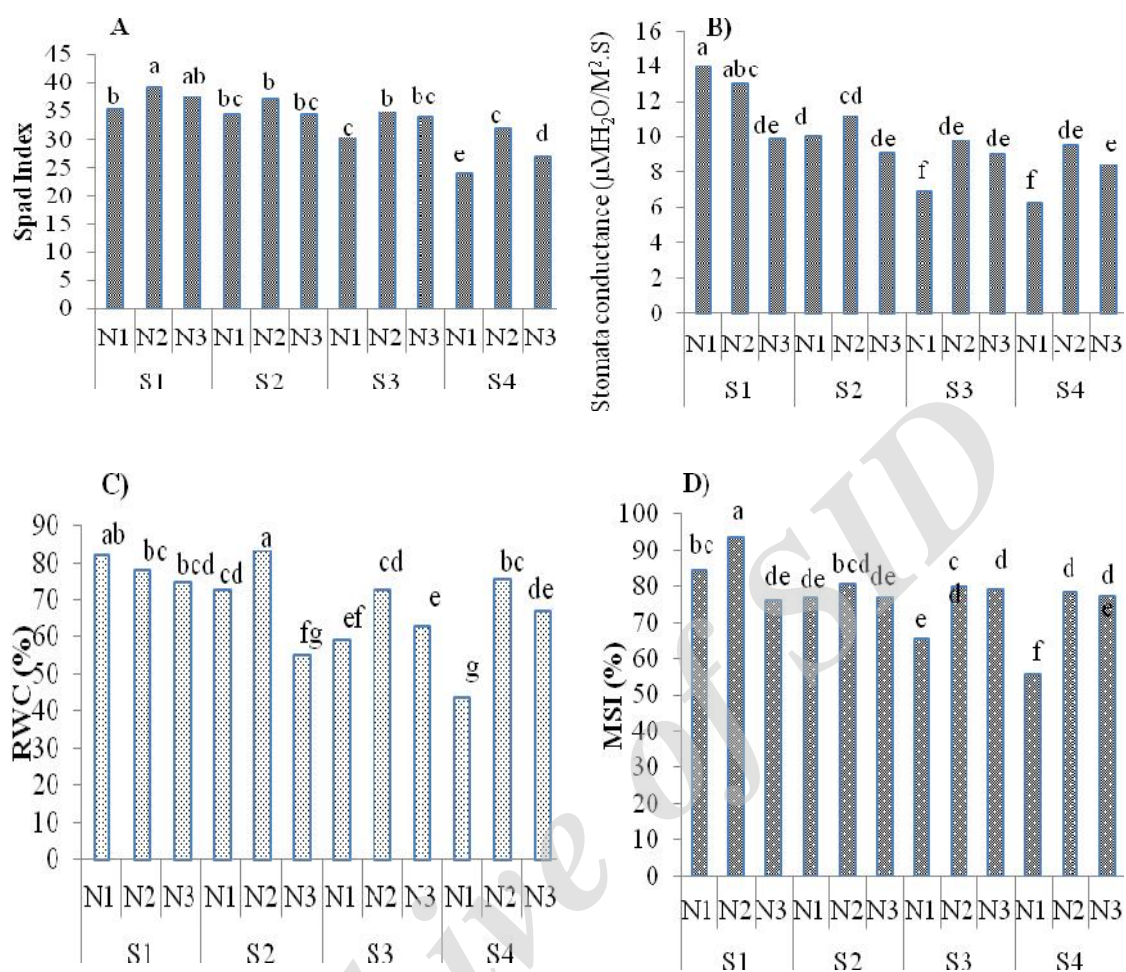 A
Spad Index
45
40
35
30
25
20
15
10
5
0
b a ab bc b bc c b bc e c d
N1 N2 N3 N1 N2 N3 N1 N2 N3 N1 N2 N3
S1 S2 S3 S4
B)
Stomata conductance (µMH₂O/M².S)
16
14
12
10
8
6
4
2
0
a abc de d cd de f de de f de e
N1 N2 N3 N1 N2 N3 N1 N2 N3 N1 N2 N3
S1 S2 S3 S4
C)
RWC (%)
90
80
70
60
50
40
30
20
10
0
ab bc bcd cd a fg ef cd e g bc de
N1 N2 N3 N1 N2 N3 N1 N2 N3 N1 N2 N3
S1 S2 S3 S4
D)
MSI (%)
100
90
80
70
60
50
40
30
20
10
0
bc a de de bcd de e c d d f d d e
N1 N2 N3 N1 N2 N3 N1 N2 N3 N1 N2 N3
S1 S2 S3 S4
ive of SID